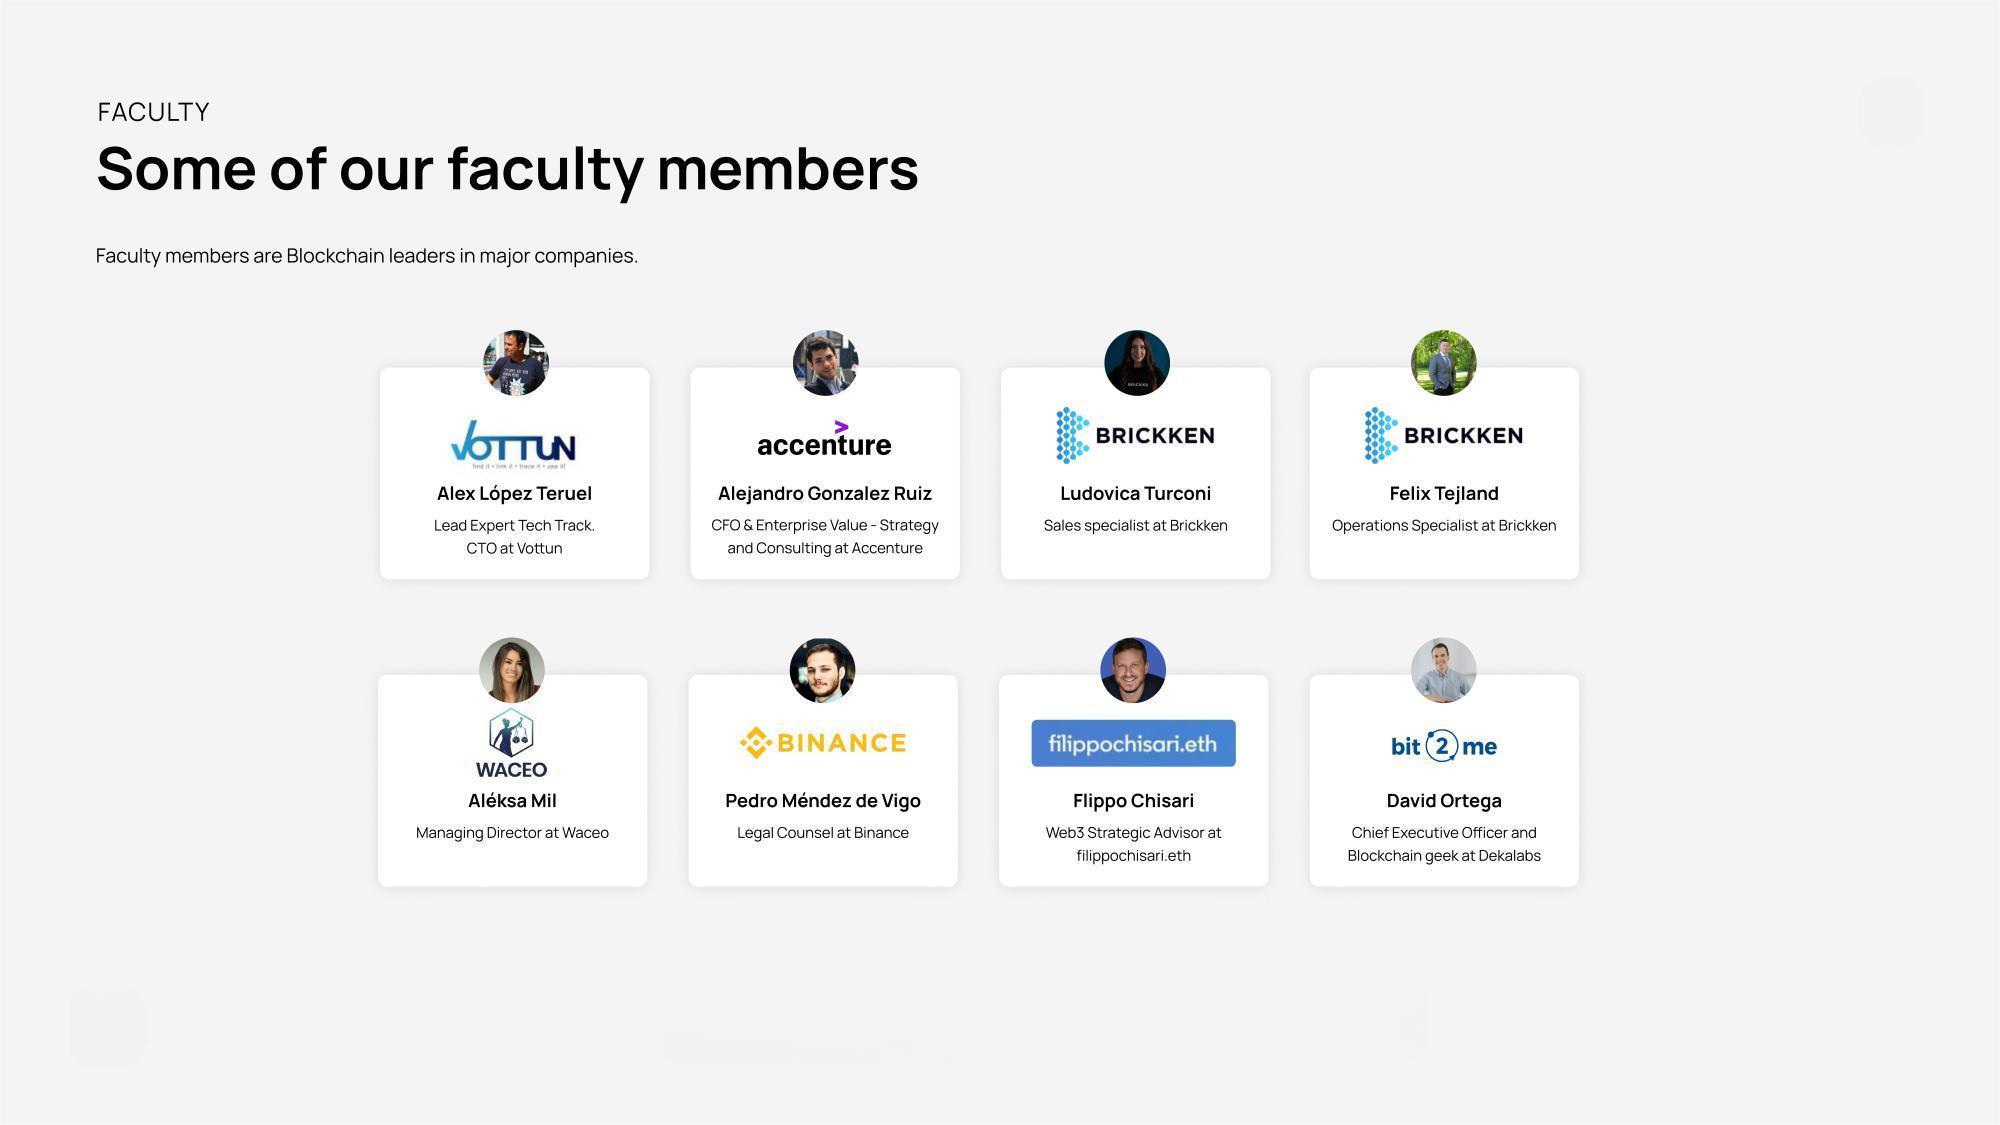 FACULTY
Some of our faculty members
Faculty members are Blockchain leaders in major companies.
VOTTUN
find it • link it • trace it • use it!
Alex López Teruel
Lead Expert Tech Track.
CTO at Vottun
>
accenture
Alejandro Gonzalez Ruiz
CFO & Enterprise Value - Strategy
and Consulting at Accenture
BRICKKEN
Ludovica Turconi
Sales specialist at Brickken
BRICKKEN
Felix Tejland
Operations Specialist at Brickken
WACEO
Aléksa Mil
Managing Director at Waceo
BINANCE
Pedro Méndez de Vigo
Legal Counsel at Binance
filippochisari.eth
Flippo Chisari
Web3 Strategic Advisor at
filippochisari.eth
bit 2 me
David Ortega
Chief Executive Officer and
Blockchain geek at Dekalabs